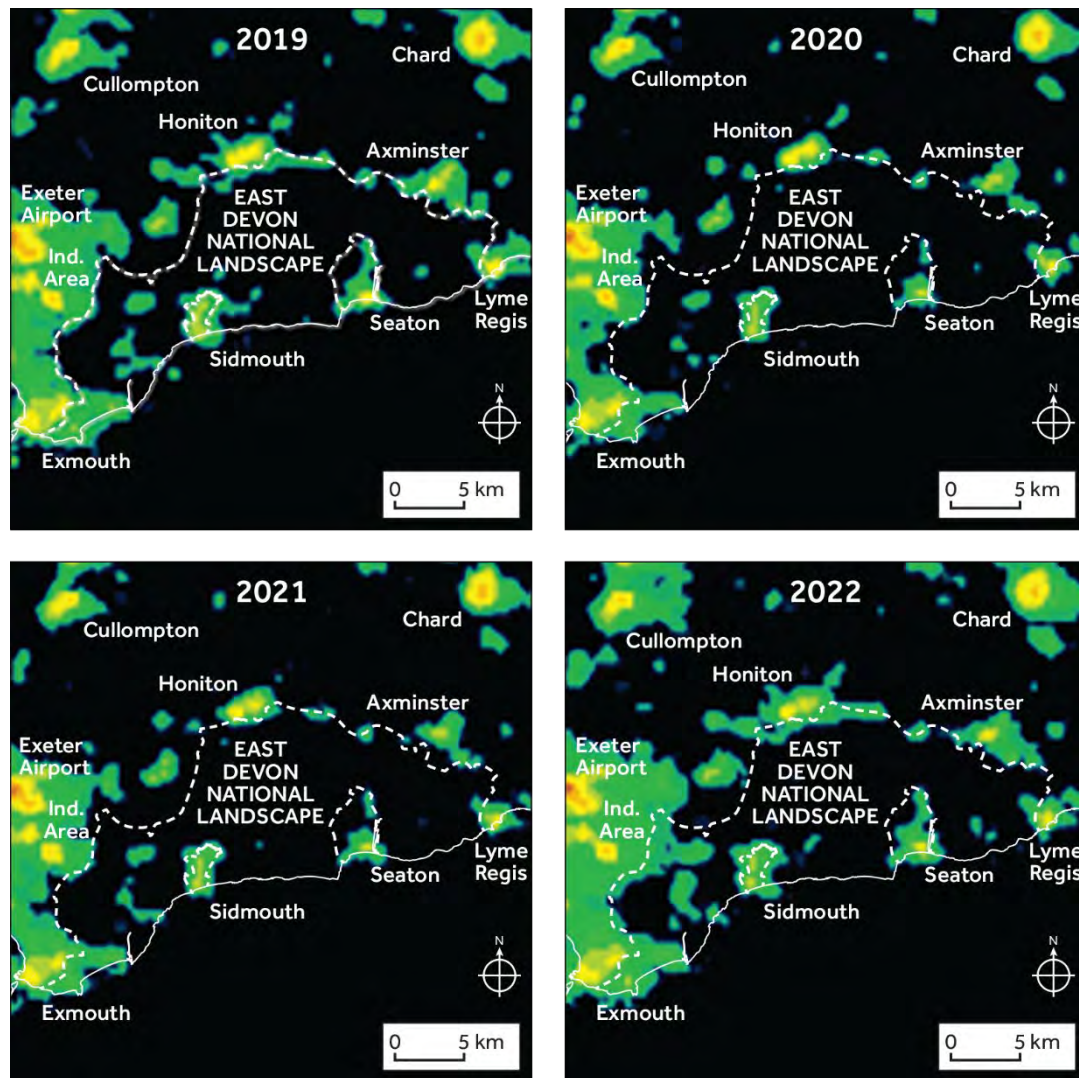 2019
Chard
Cullompton
Honiton
Axminster
Exeter
Airport
EAST
DEVON
NATIONAL
LANDSCAPE
Ind.
Area
Lyme
Regis
Seaton
Sidmouth
N
Exmouth
0 5 km
2020
Chard
Cullompton
Honiton
Axminster
Exeter
Airport
EAST
DEVON
NATIONAL
LANDSCAPE
Ind.
Area
Lyme
Regis
Seaton
Sidmouth
N
Exmouth
0 5 km
2021
Chard
Cullompton
Honiton
Axminster
Exeter
Airport
EAST
DEVON
NATIONAL
LANDSCAPE
Ind.
Area
Lyme
Regis
Seaton
Sidmouth
N
Exmouth
0 5 km
2022
Chard
Cullompton
Honiton
Axminster
Exeter
Airport
EAST
DEVON
NATIONAL
LANDSCAPE
Ind.
Area
Lyme
Regis
Seaton
Sidmouth
N
Exmouth
0 5 km